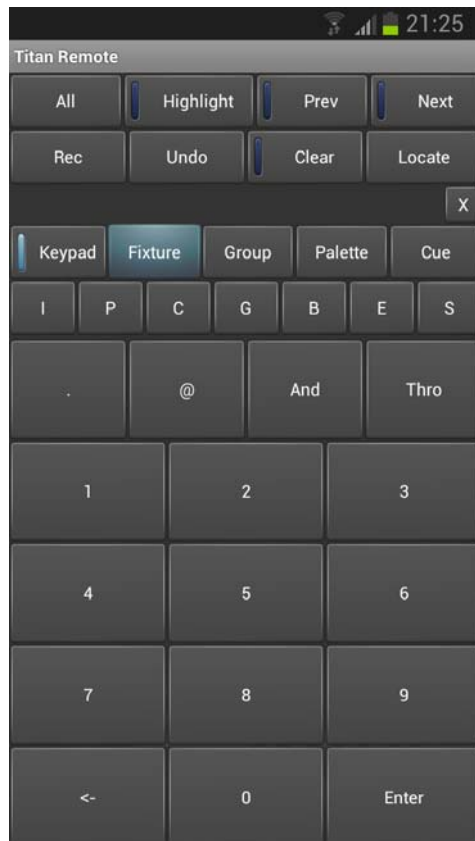 21:25
Titan Remote
All Highlight Prev Next
Rec Undo Clear Locate
X
Keypad Fixture Group Palette Cue
I P C G B E S
. @ And Thro
1 2 3
4 5 6
7 8 9
<- 0 Enter